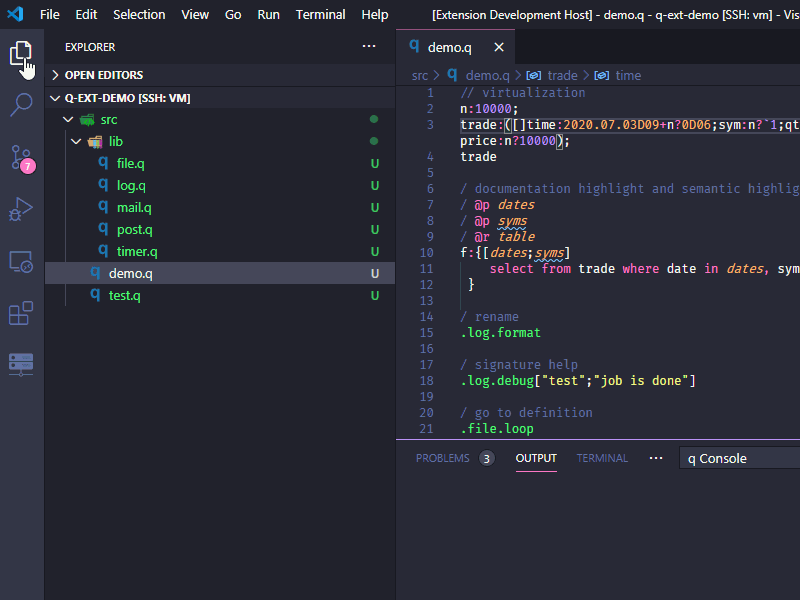 File Edit Selection View Go Run Terminal Help [Extension Development Host] - demo.q - q-ext-demo [SSH: vm] - Vis
EXPLORER
OPEN EDITORS
Q-EXT-DEMO [SSH: VM]
src
lib
file.q U
log.q U
mail.q U
post.q U
timer.q U
demo.q U
test.q U
7
demo.q
src > demo.q > trade > time
1 // virtualization
2 n:10000;
3 trade:([]time:2020.07.03D09+n?0D06;sym:n?`1;qt
price:n?10000);
4 trade
5
6 / documentation highlight and semantic highlig
7 / @p dates
8 / @p syms
9 / @r table
10 f:{[dates;syms]
11 select from trade where date in dates, sym
12 }
13
14 / rename
15 .log.format
16
17 / signature help
18 .log.debug["test";"job is done"]
19
20 / go to definition
21 .file.loop
PROBLEMS 3 OUTPUT TERMINAL ··· q Console